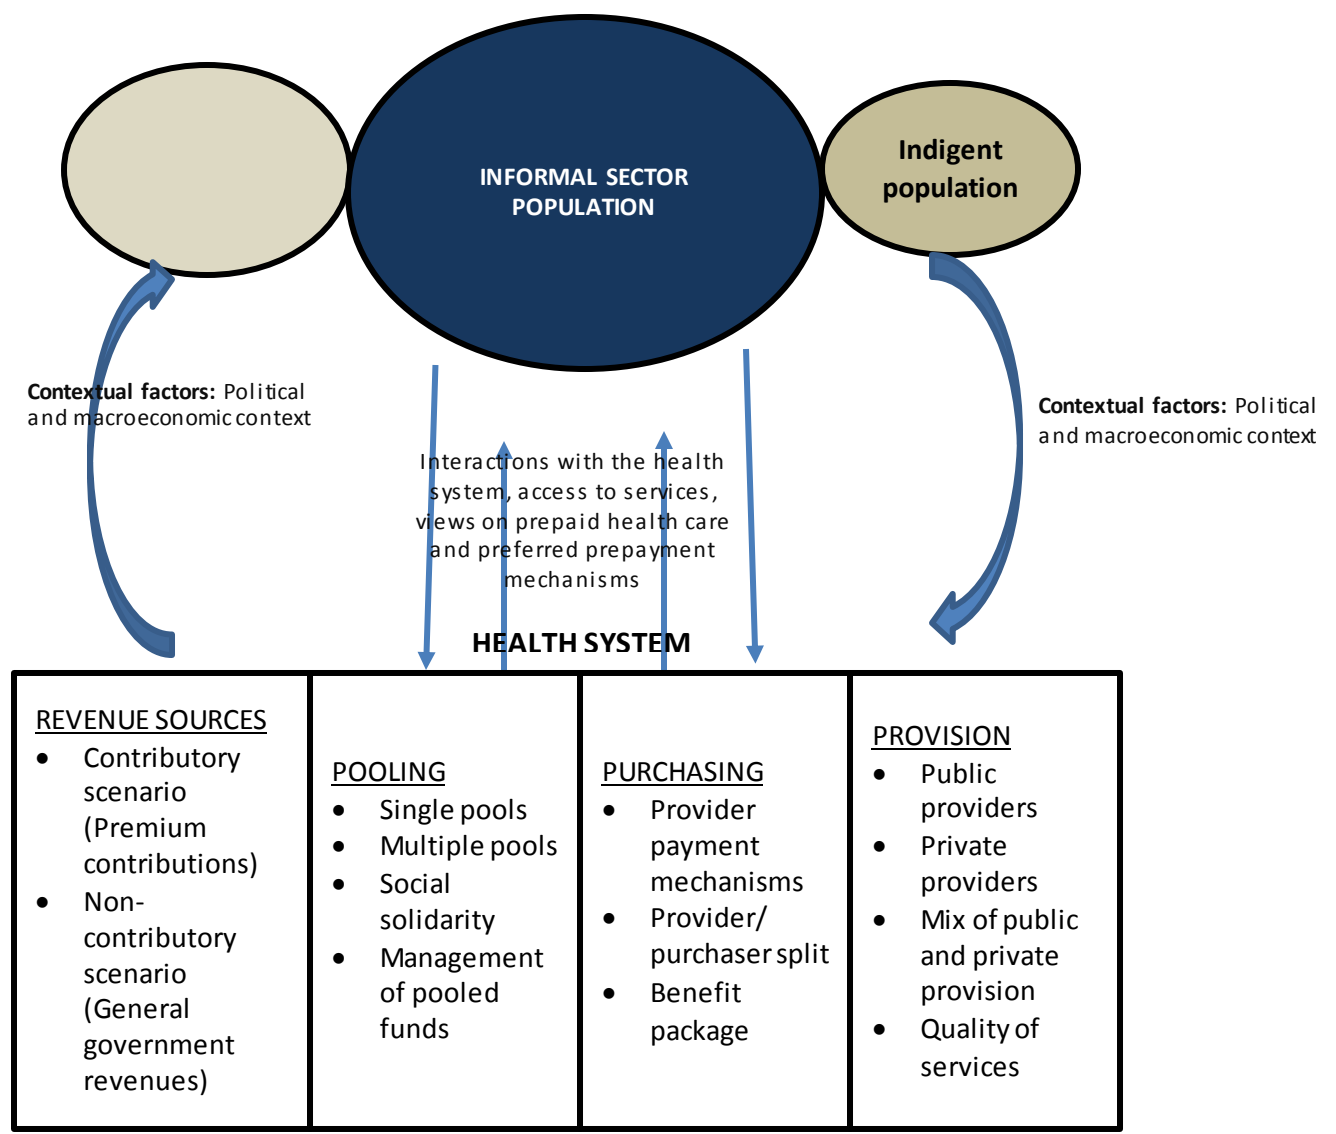 INFORMAL SECTOR
POPULATION
Indigent
population
Contextual factors: Political
and macroeconomic context
Contextual factors: Political
and macroeconomic context
Interactions with the health
system, access to services,
views on prepaid health care
and preferred prepayment
mechanisms
HEALTH SYSTEM
REVENUE SOURCES
• Contributory
scenario
(Premium
contributions)
• Non-
contributory
scenario
(General
government
revenues)
POOLING
• Single pools
• Multiple pools
• Social
solidarity
• Management
of pooled
funds
PURCHASING
• Provider
payment
mechanisms
• Provider/
purchaser split
• Benefit
package
PROVISION
• Public
providers
• Private
providers
• Mix of public
and private
provision
• Quality of
services